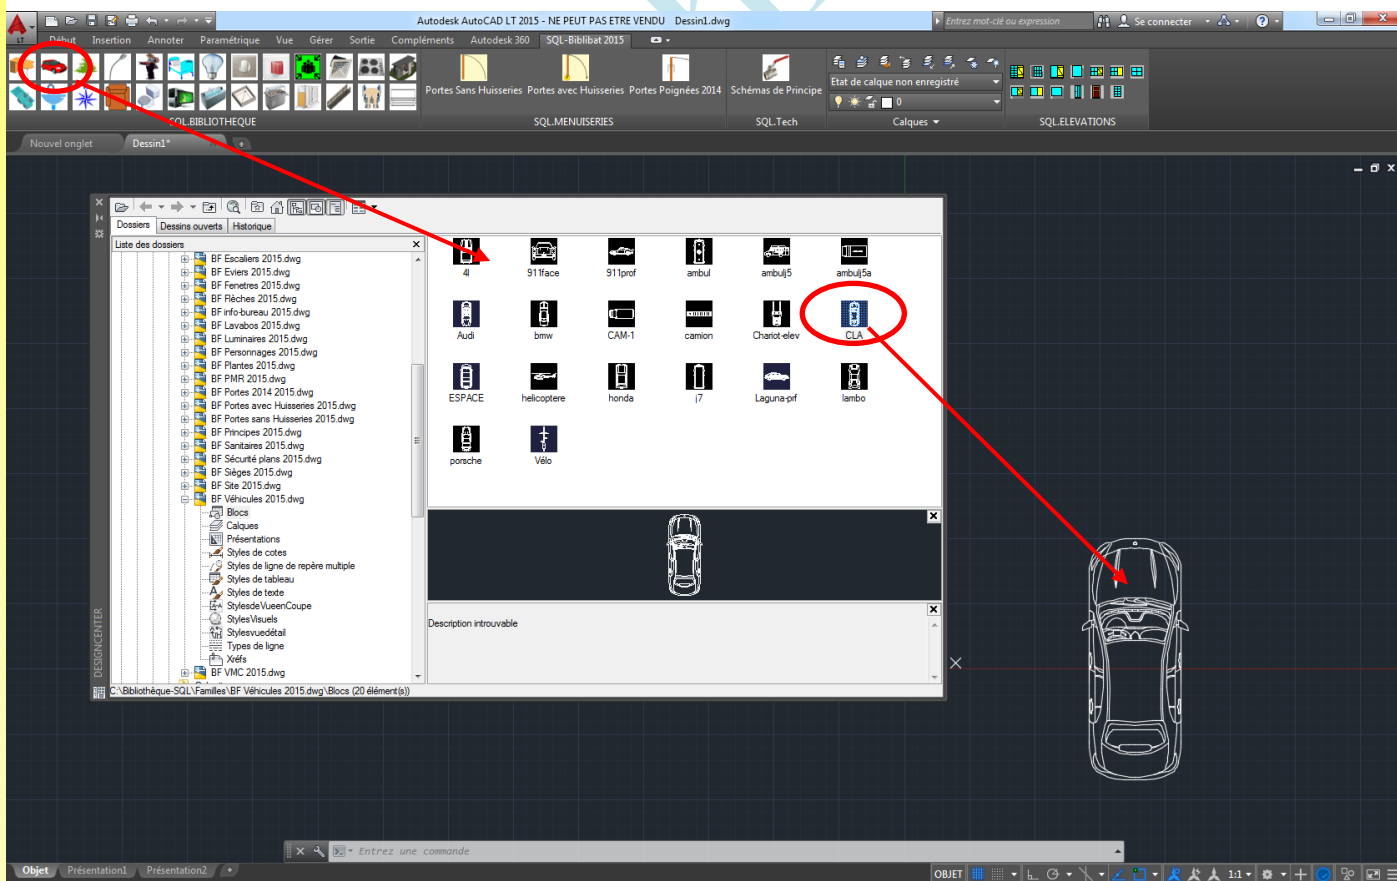 Autodesk AutoCAD LT 2015 - NE PEUT PAS ETRE VENDU Dessin1.dwg
Entrez mot-clé ou expression
Se connecter
LT
Début Insertion Annoter Paramétrique Vue Gérer Sortie Compléments Autodesk 360 SQL-Biblibat 2015
Portes Sans Huisseries Portes avec Huisseries Portes Poignées 2014 Schémas de Principe
Etat de calque non enregistré
0
SQL.BIBLIOTHEQUE SQL.MENUISERIES SQL.Tech Calques SQL.ELEVATIONS
Nouvel onglet Dessin1*
Dossiers Dessins ouverts Historique
Liste des dossiers
BF Escaliers 2015.dwg
BF Eviers 2015.dwg
BF Fenetres 2015.dwg
BF Flèches 2015.dwg
BF info-bureau 2015.dwg
BF Lavabos 2015.dwg
BF Luminaires 2015.dwg
BF Personnages 2015.dwg
BF Plantes 2015.dwg
BF PMR 2015.dwg
BF Portes 2014 2015.dwg
BF Portes avec Huisseries 2015.dwg
BF Portes sans Huisseries 2015.dwg
BF Principes 2015.dwg
BF Sanitaires 2015.dwg
BF Sécurité plans 2015.dwg
BF Sièges 2015.dwg
BF Site 2015.dwg
BF Véhicules 2015.dwg
Blocs
Calques
Présentations
Styles de cotes
Styles de ligne de repère multiple
Styles de tableau
Styles de texte
StylesdeVueenCoupe
StylesVisuels
Stylesvuedétail
Types de ligne
Xréfs
BF VMC 2015.dwg
4l 911face 911prof ambul ambulj5 ambulj5a
Audi bmw CAM-1 camion Chariot-elev CLA
ESPACE helicoptere honda j7 Laguna-prf lambo
porsche Vélo
Description introuvable
DESIGNCENTER
C:\Bibliothèque-SQL\Familles\BF Véhicules 2015.dwg\Blocs (20 élément(s))
Entrez une commande
Objet Présentation1 Présentation2
OBJET
1:1